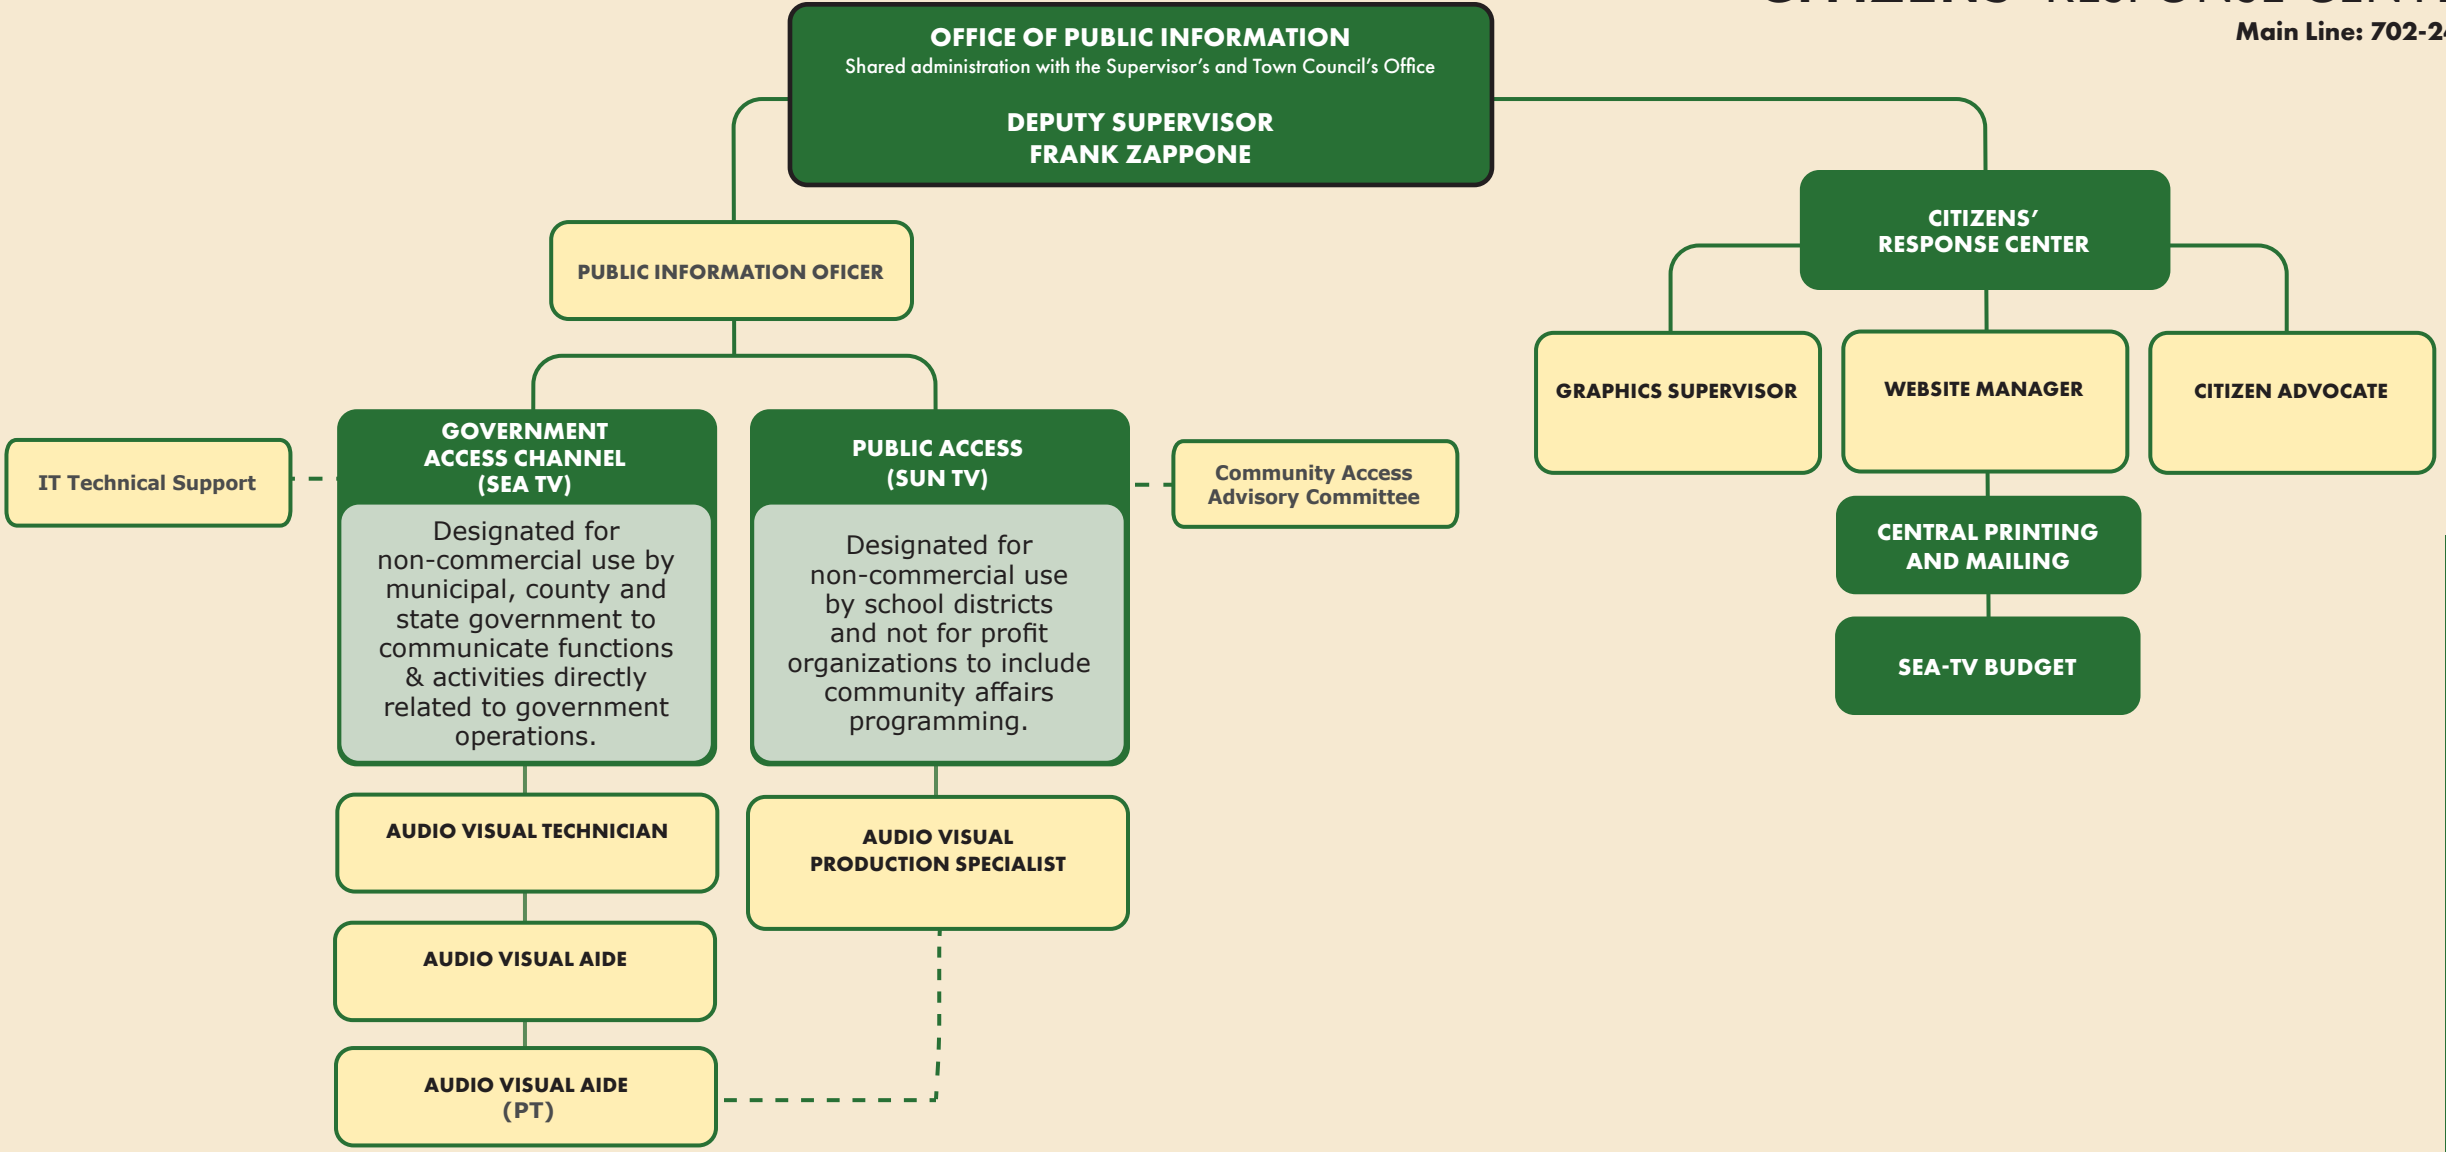 Main Line:
OFFICE OF PUBLIC INFORMATION
Shared administration with the Supervisor's and Town Council's Office
DEPUTY SUPERVISOR
FRANK ZAPPONE
PUBLIC INFORMATION OFICER
CITIZENS'
RESPONSE CENTER
GRAPHICS SUPERVISOR
WEBSITE MANAGER
CITIZEN ADVOCATE
CENTRAL PRINTING
AND MAILING
SEA-TV BUDGET
IT Technical Support
GOVERNMENT
ACCESS CHANNEL
(SEA TV)
Designated for
non-commercial use by
municipal, county and
state government to
communicate functions
& activities directly
related to government
operations.
PUBLIC ACCESS
(SUN TV)
Designated for
non-commercial use
by school districts
and not for profit
organizations to include
community affairs
programming.
Community Access
Advisory Committee
AUDIO VISUAL TECHNICIAN
AUDIO VISUAL AIDE
AUDIO VISUAL AIDE
(PT)
AUDIO VISUAL
PRODUCTION SPECIALIST